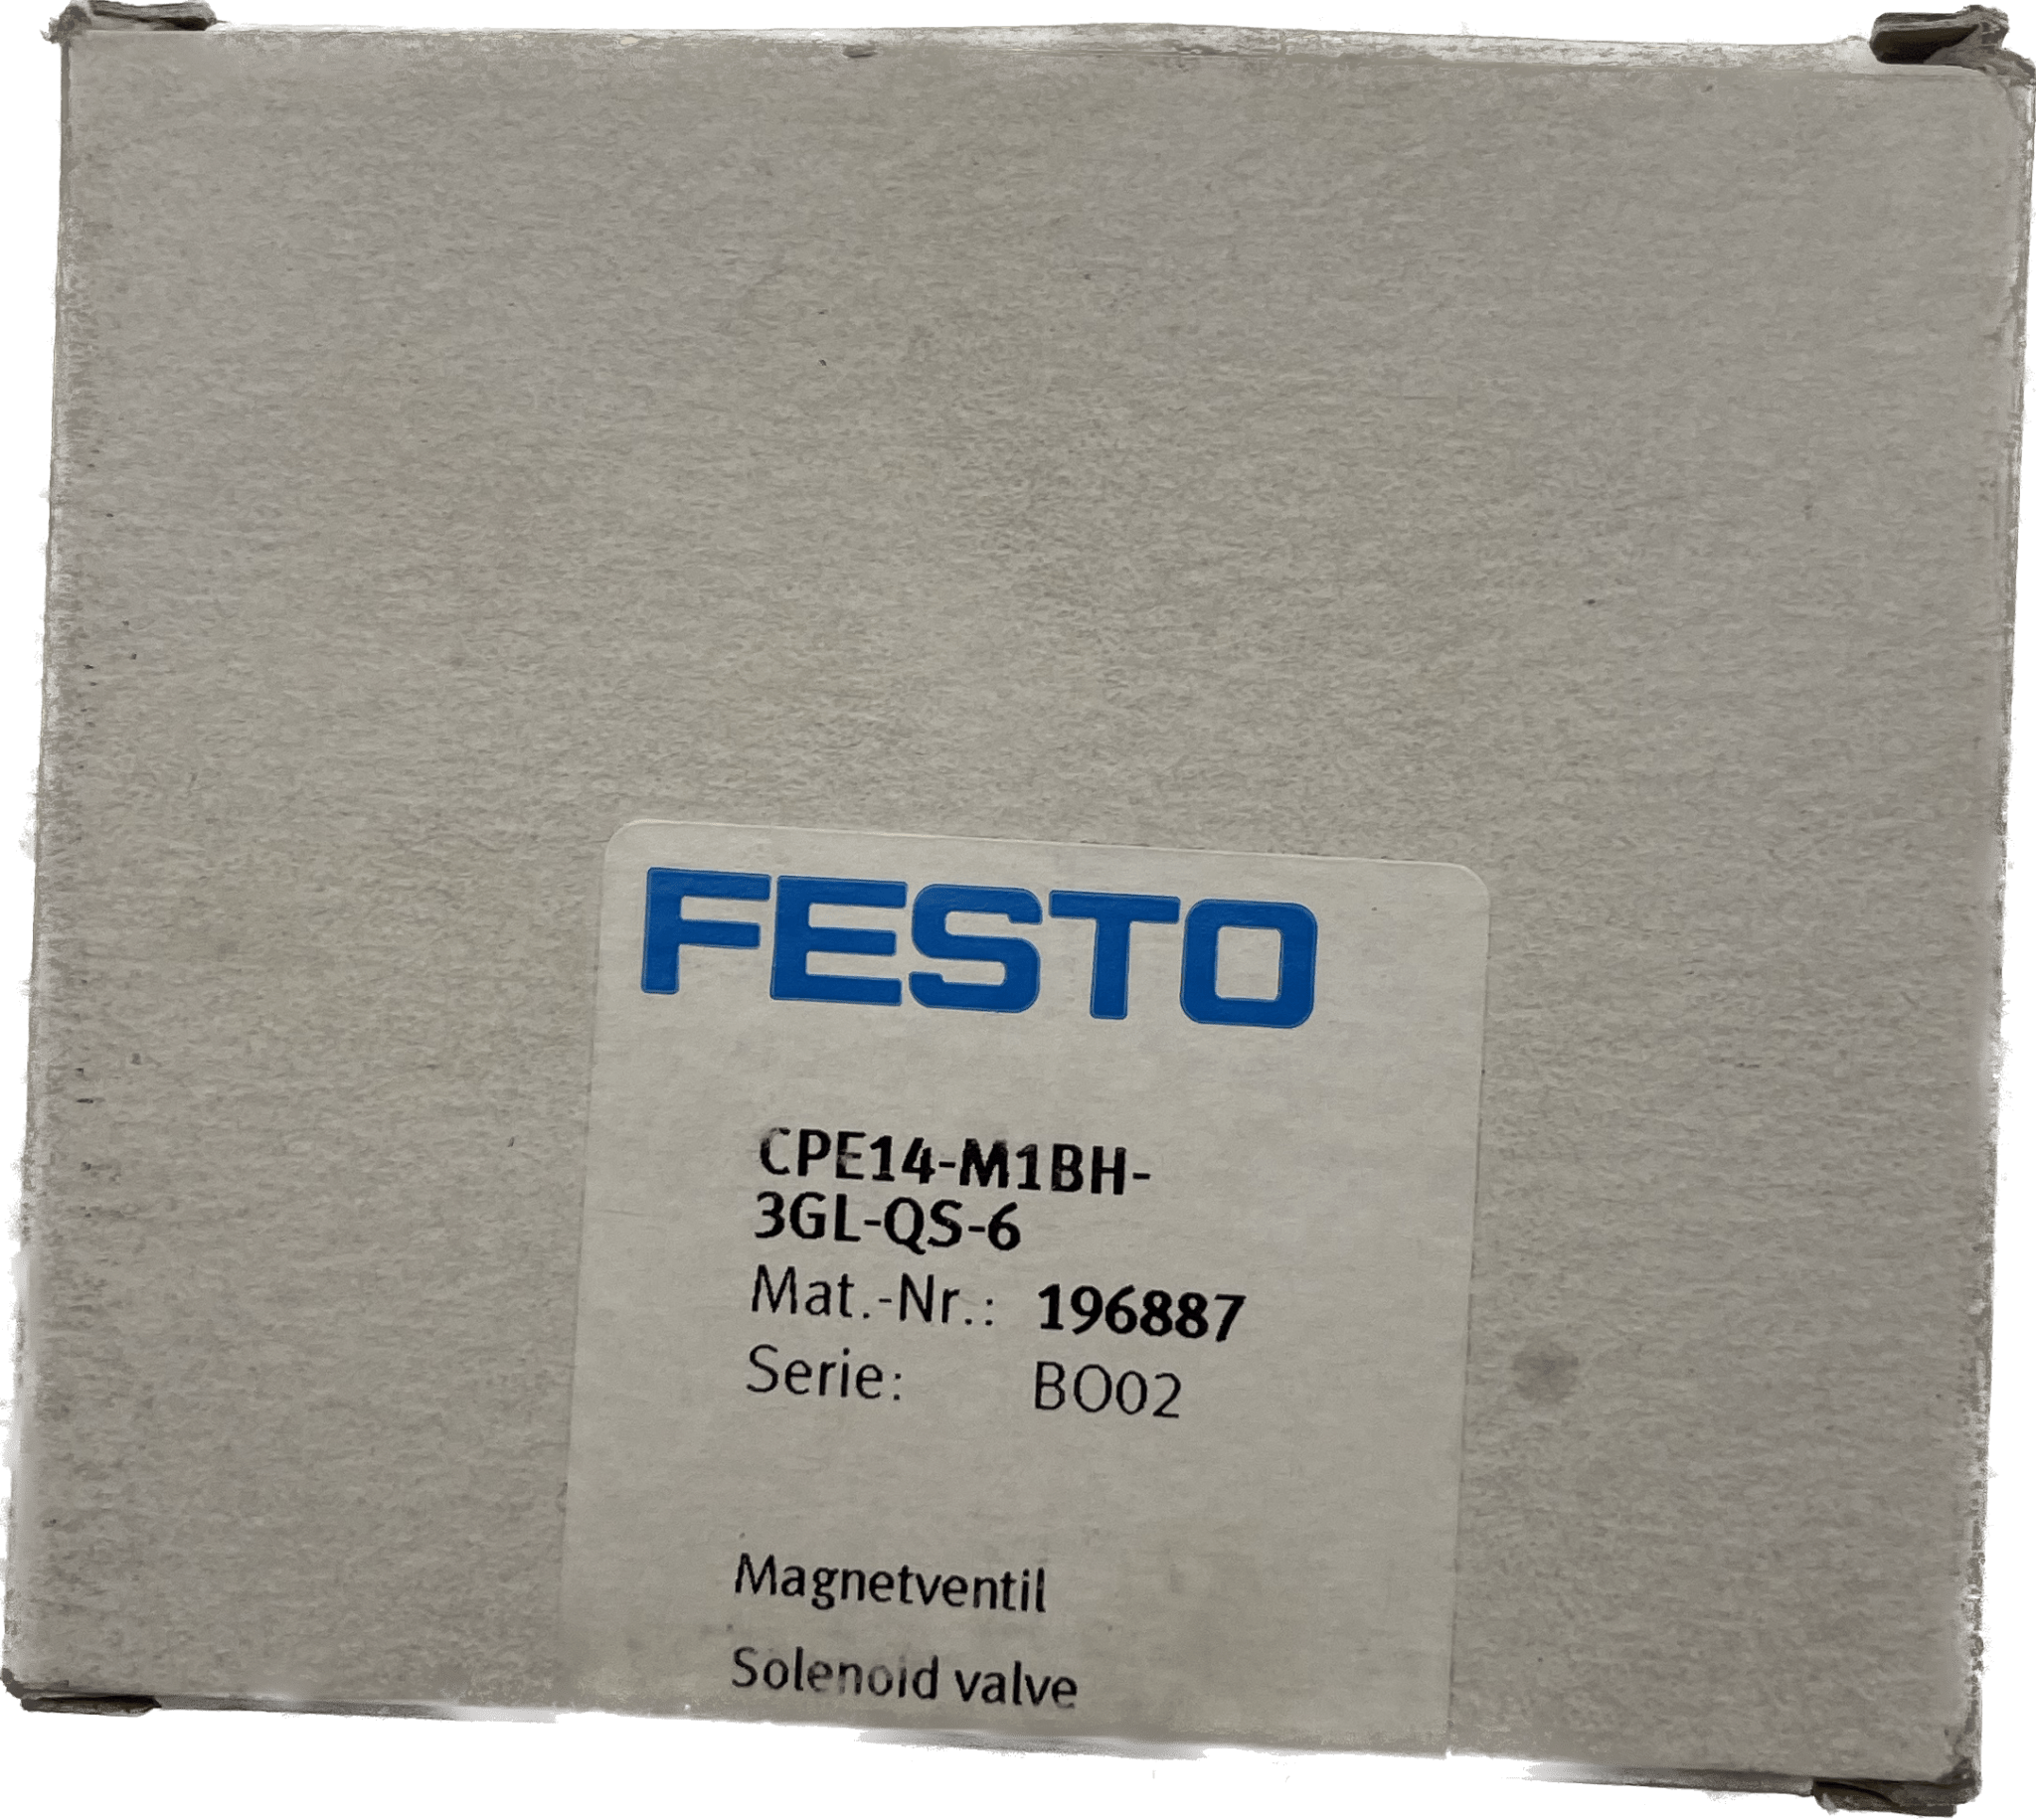 FESTO
CPE14-M1BH-
3GL-QS-6
Mat.-Nr.: 196887
Serie: BO02
Magnetventil
Solenoid valve